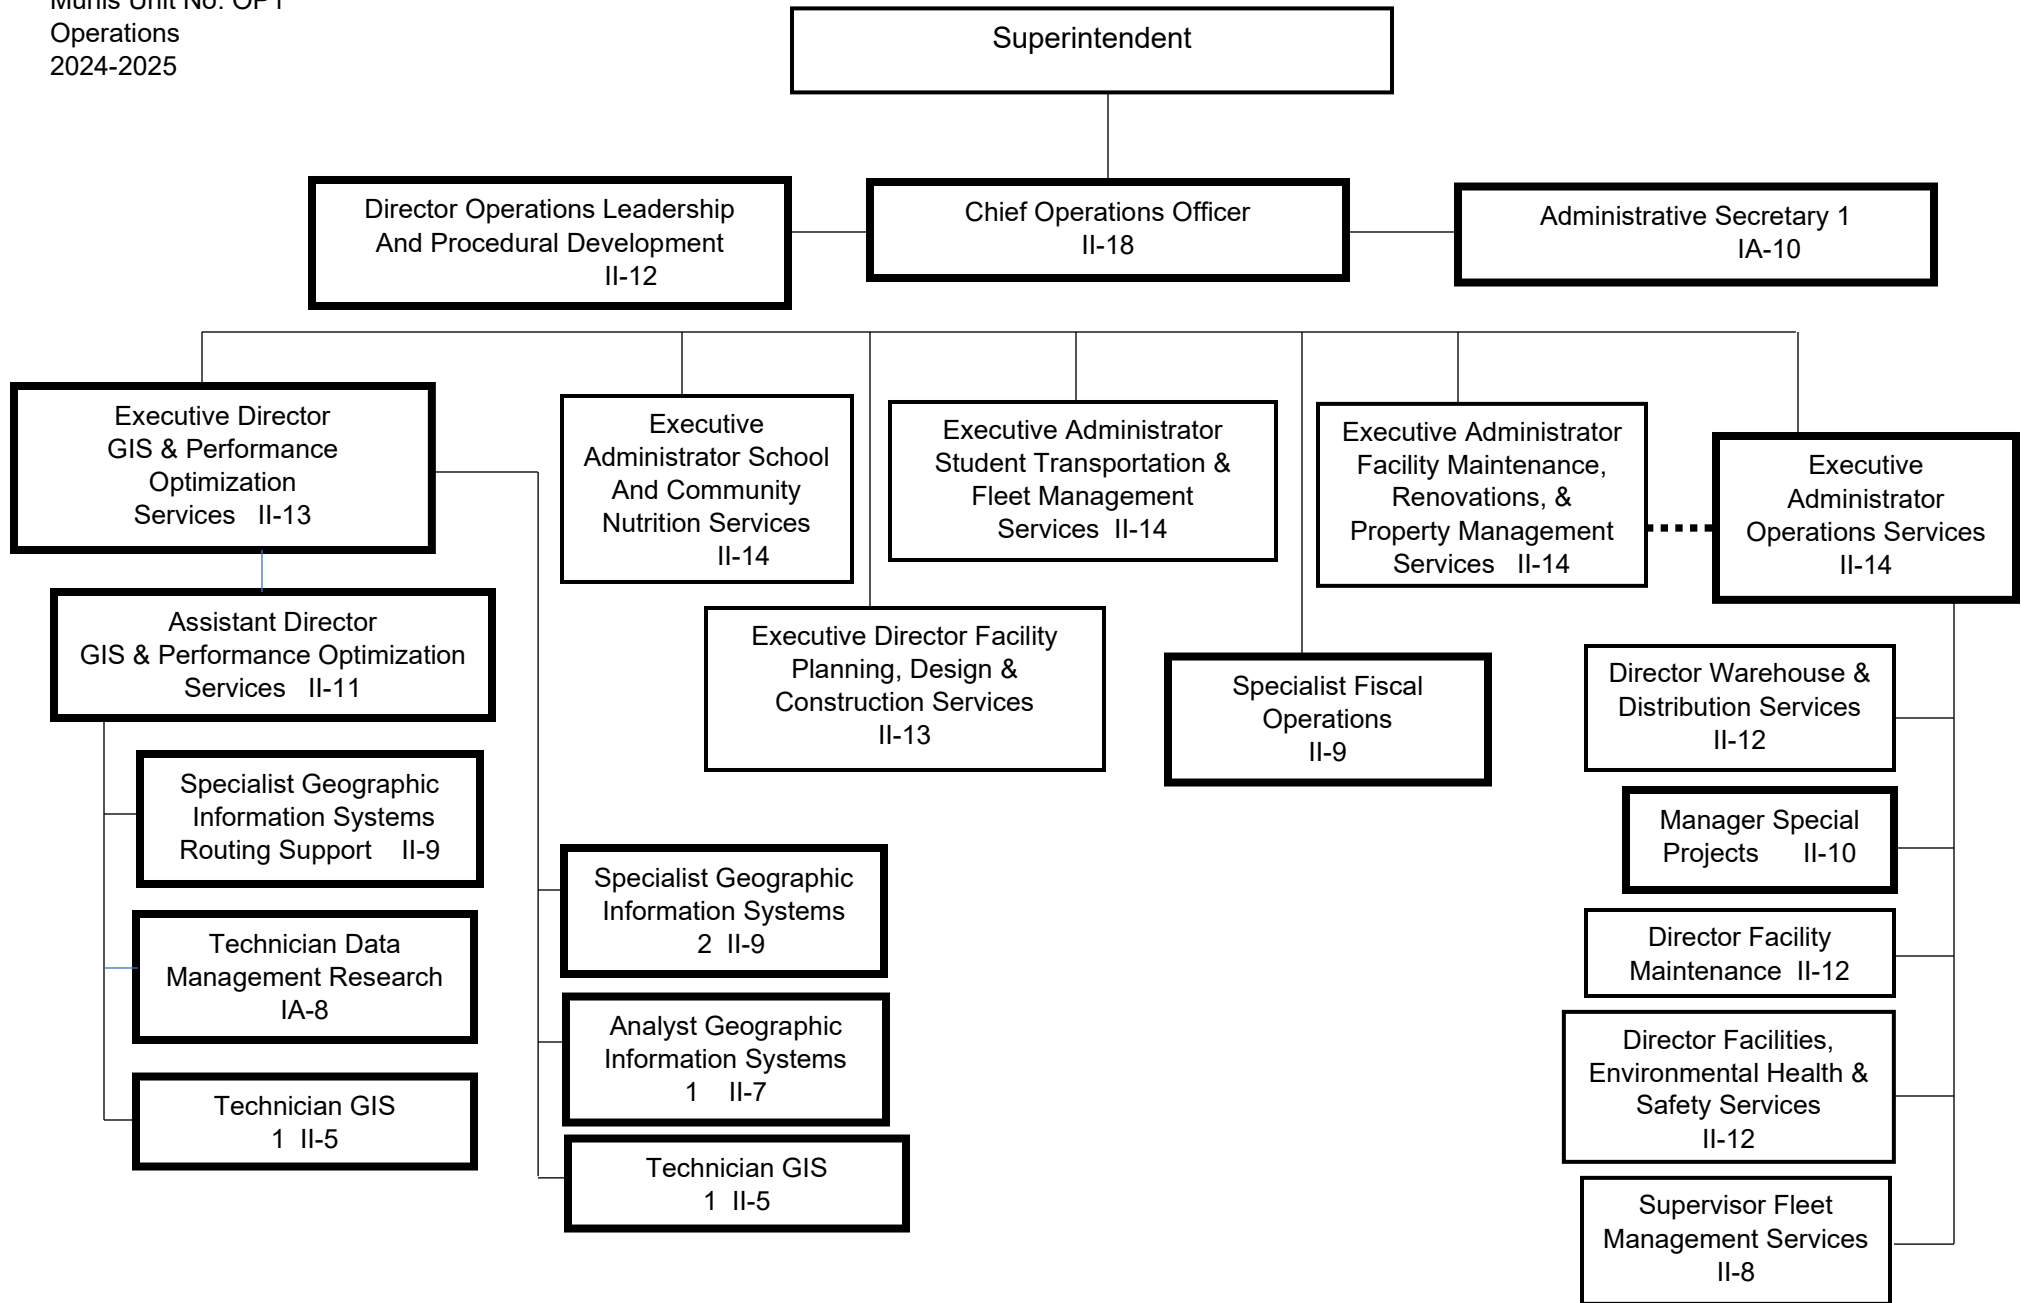 Munis Unit No. OP1
Operations
2024-2025
Superintendent
Director Operations Leadership
And Procedural Development
II-12
Chief Operations Officer
II-18
Administrative Secretary 1
IA-10
Executive Director
GIS & Performance
Optimization
Services II-13
Executive
Administrator School
And Community
Nutrition Services
II-14
Executive Administrator
Student Transportation &
Fleet Management
Services II-14
Executive Administrator
Facility Maintenance,
Renovations, &
Property Management
Services II-14
Executive
Administrator
Operations Services
II-14
Assistant Director
GIS & Performance Optimization
Services II-11
Executive Director Facility
Planning, Design &
Construction Services
II-13
Specialist Fiscal
Operations
II-9
Director Warehouse &
Distribution Services
II-12
Specialist Geographic
Information Systems
Routing Support II-9
Manager Special
Projects II-10
Specialist Geographic
Information Systems
2 II-9
Technician Data
Management Research
IA-8
Director Facility
Maintenance II-12
Analyst Geographic
Information Systems
1 II-7
Director Facilities,
Environmental Health &
Safety Services
II-12
Technician GIS
1 II-5
Technician GIS
1 II-5
Supervisor Fleet
Management Services
II-8